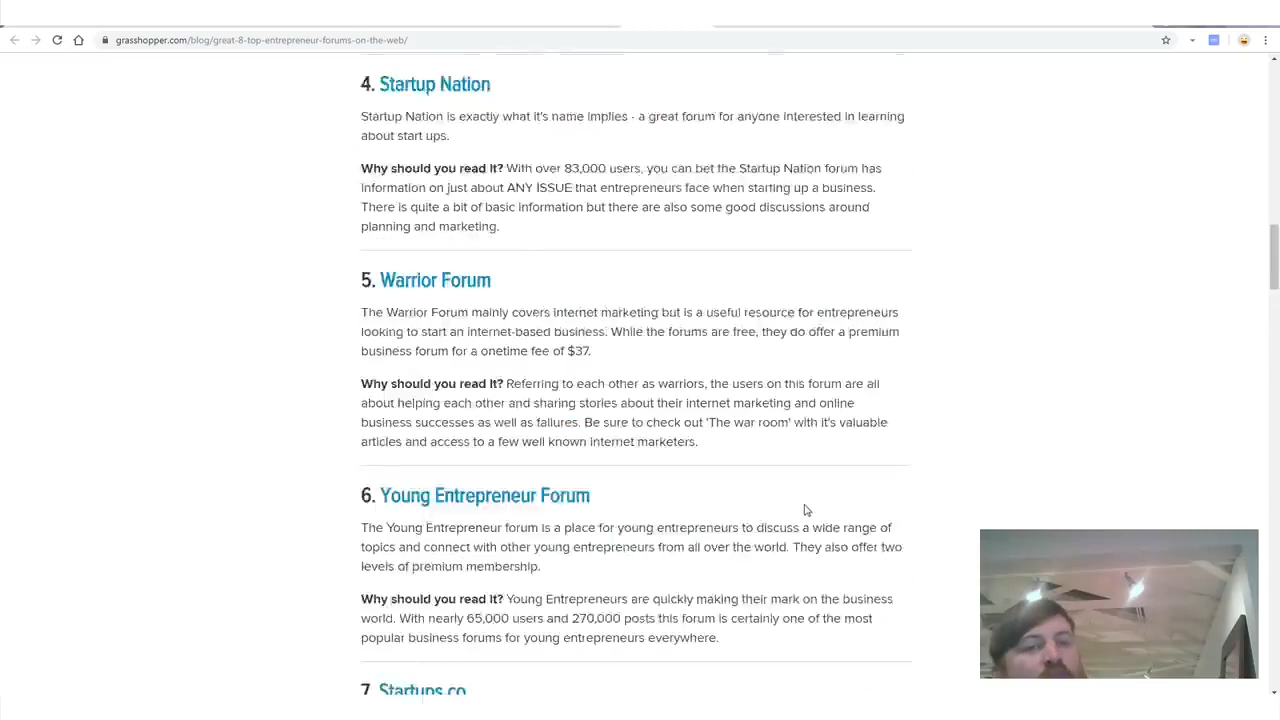 grasshopper.com/blog/great-8-top-entrepreneur-forums-on-the-web/
4. Startup Nation
Startup Nation is exactly what it's name implies - a great forum for anyone interested in learning
about start ups.
Why should you read it? With over 83,000 users, you can bet the Startup Nation forum has
information on just about ANY ISSUE that entrepreneurs face when starting up a business.
There is quite a bit of basic information but there are also some good discussions around
planning and marketing.
5. Warrior Forum
The Warrior Forum mainly covers internet marketing but is a useful resource for entrepreneurs
looking to start an internet-based business. While the forums are free, they do offer a premium
business forum for a onetime fee of $37.
Why should you read it? Referring to each other as warriors, the users on this forum are all
about helping each other and sharing stories about their internet marketing and online
business successes as well as failures. Be sure to check out 'The war room' with it's valuable
articles and access to a few well known internet marketers.
6. Young Entrepreneur Forum
The Young Entrepreneur forum is a place for young entrepreneurs to discuss a wide range of
topics and connect with other young entrepreneurs from all over the world. They also offer two
levels of premium membership.
Why should you read it? Young Entrepreneurs are quickly making their mark on the business
world. With nearly 65,000 users and 270,000 posts this forum is certainly one of the most
popular business forums for young entrepreneurs everywhere.
7. Startups.co